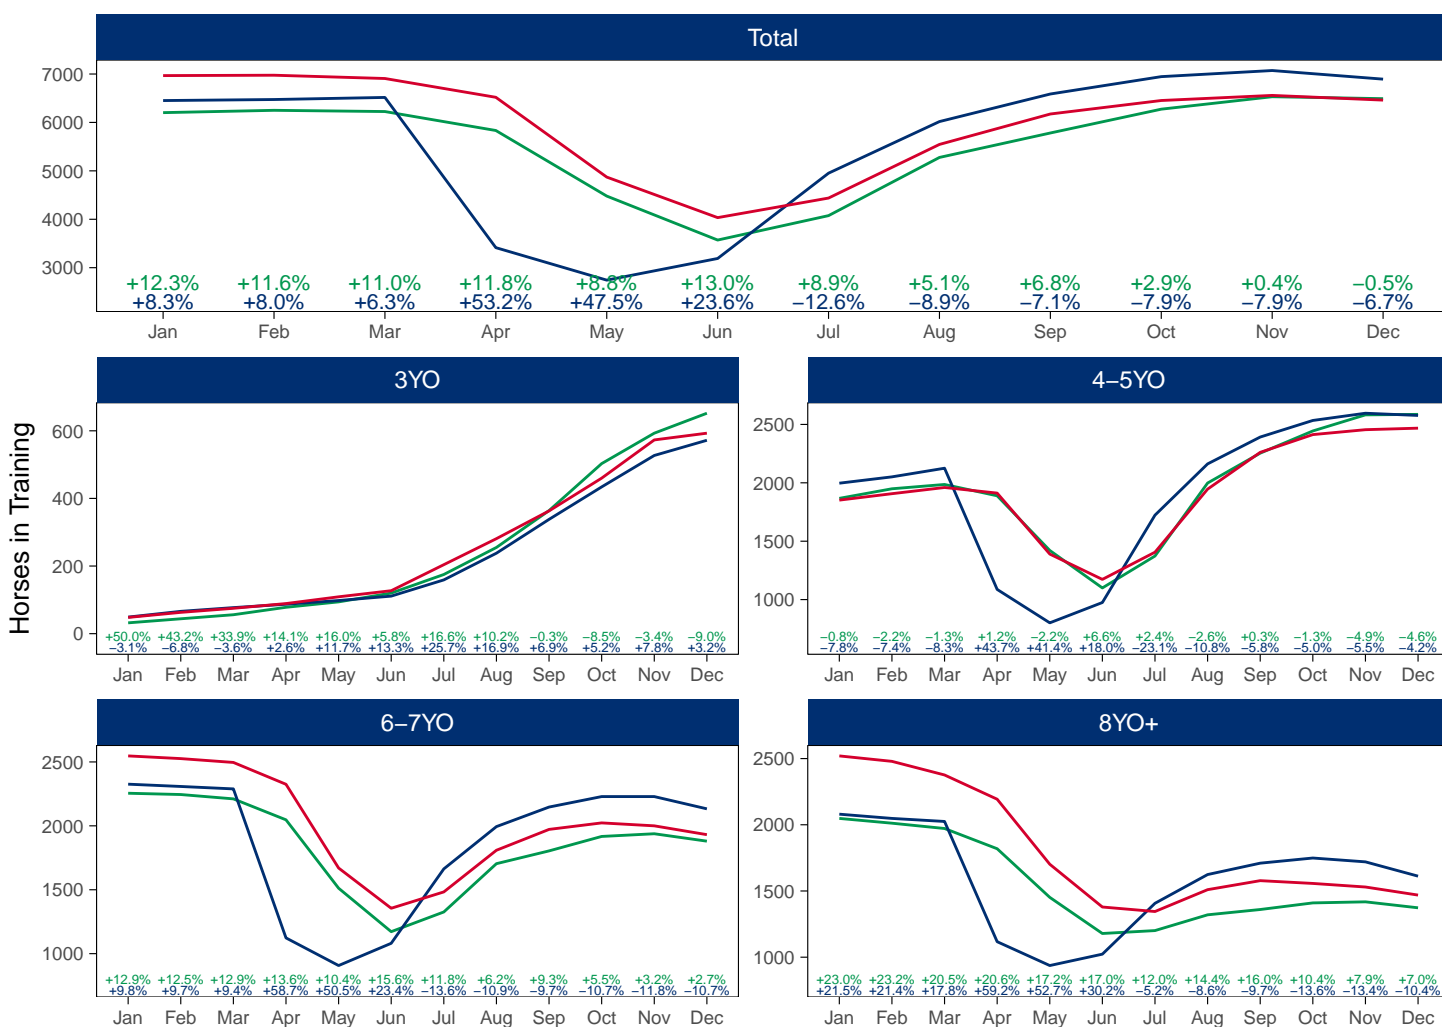 Total
7000
6000
5000
4000
3000
+12.3% +11.6% +11.0% +11.8% +8.8% +13.0% +8.9% +5.1% +6.8% +2.9% +0.4% −0.5%
+8.3% +8.0% +6.3% +53.2% +47.5% +23.6% −12.6% −8.9% −7.1% −7.9% −7.9% −6.7%
Jan Feb Mar Apr May Jun Jul Aug Sep Oct Nov Dec
Horses in Training
3YO
600
400
200
0
+50.0% +43.2% +33.9% +14.1% +16.0% +5.8% +16.6% +10.2% −0.3% −8.5% −3.4% −9.0%
−3.1% −6.8% −3.6% +2.6% +11.7% +13.3% +25.7% +16.9% +6.9% +5.2% +7.8% +3.2%
Jan Feb Mar Apr May Jun Jul Aug Sep Oct Nov Dec
4−5YO
2500
2000
1500
1000
−0.8% −2.2% −1.3% +1.2% −2.2% +6.6% +2.4% −2.6% +0.3% −1.3% −4.9% −4.6%
−7.8% −7.4% −8.3% +43.7% +41.4% +18.0% −23.1% −10.8% −5.8% −5.0% −5.5% −4.2%
Jan Feb Mar Apr May Jun Jul Aug Sep Oct Nov Dec
6−7YO
2500
2000
1500
1000
+12.9% +12.5% +12.9% +13.6% +10.4% +15.6% +11.8% +6.2% +9.3% +5.5% +3.2% +2.7%
+9.8% +9.7% +9.4% +58.7% +50.5% +23.4% −13.6% −10.9% −9.7% −10.7% −11.8% −10.7%
Jan Feb Mar Apr May Jun Jul Aug Sep Oct Nov Dec
8YO+
2500
2000
1500
1000
+23.0% +23.2% +20.5% +20.6% +17.2% +17.0% +12.0% +14.4% +16.0% +10.4% +7.9% +7.0%
+21.5% +21.4% +17.8% +59.2% +52.7% +30.2% −5.2% −8.6% −9.7% −13.6% −13.4% −10.4%
Jan Feb Mar Apr May Jun Jul Aug Sep Oct Nov Dec